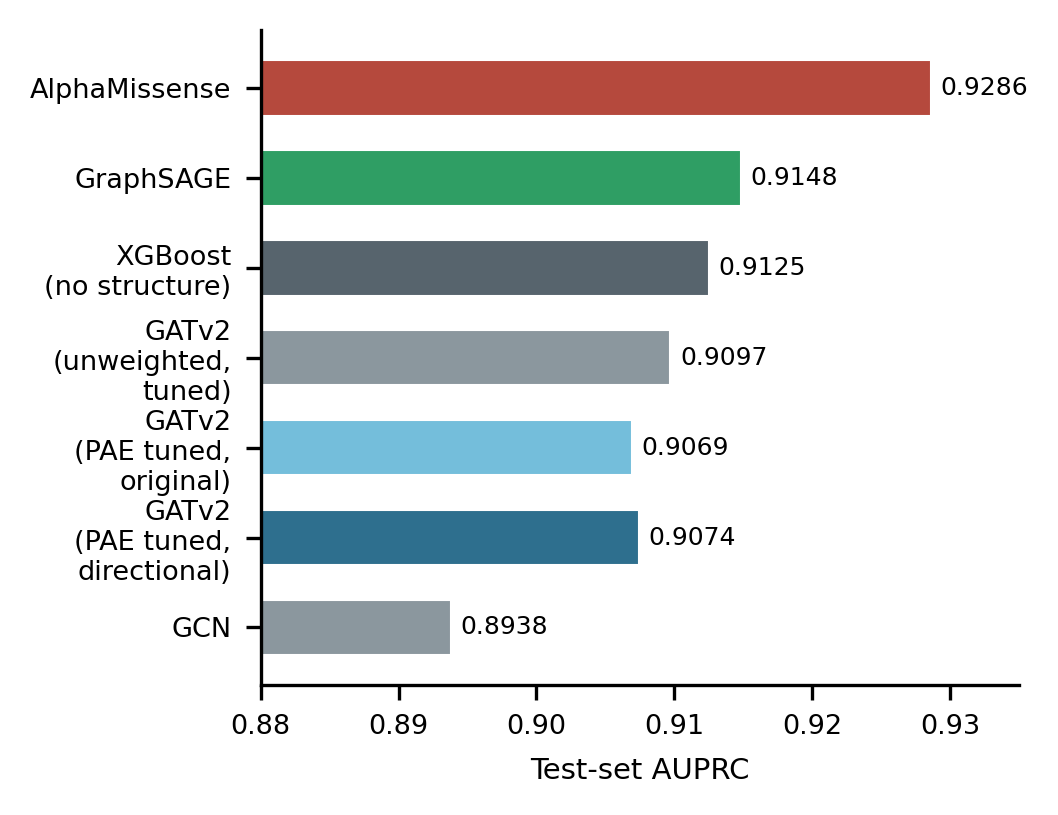 AlphaMissense
0.9286
GraphSAGE
0.9148
XGBoost
(no structure)
0.9125
GATv2
(unweighted,
tuned)
0.9097
GATv2
(PAE tuned,
original)
0.9069
GATv2
(PAE tuned,
directional)
0.9074
GCN
0.8938
0.88 0.89 0.90 0.91 0.92 0.93
Test-set AUPRC